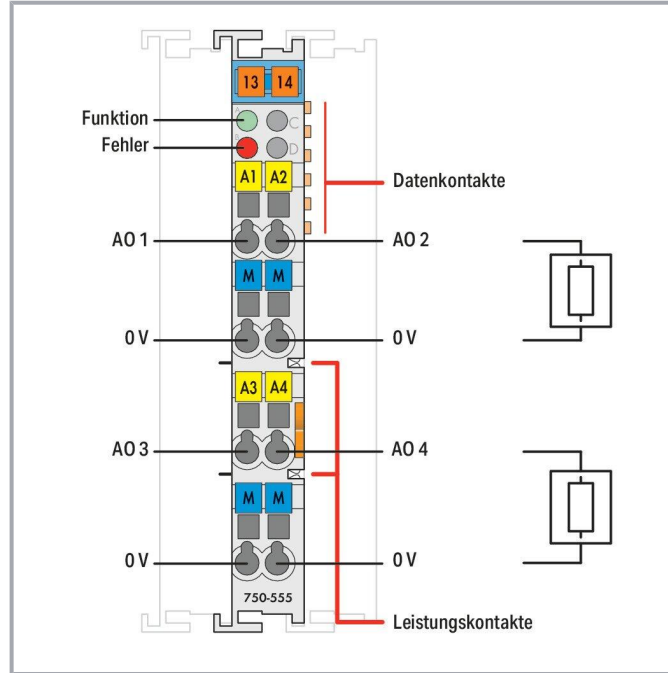 13 14
Funktion A C
Fehler B D
A1 A2
Datenkontakte
AO 1 AO 2
M M
0 V 0 V
A3 A4
AO 3 AO 4
M M
0 V 0 V
750-555
Leistungskontakte